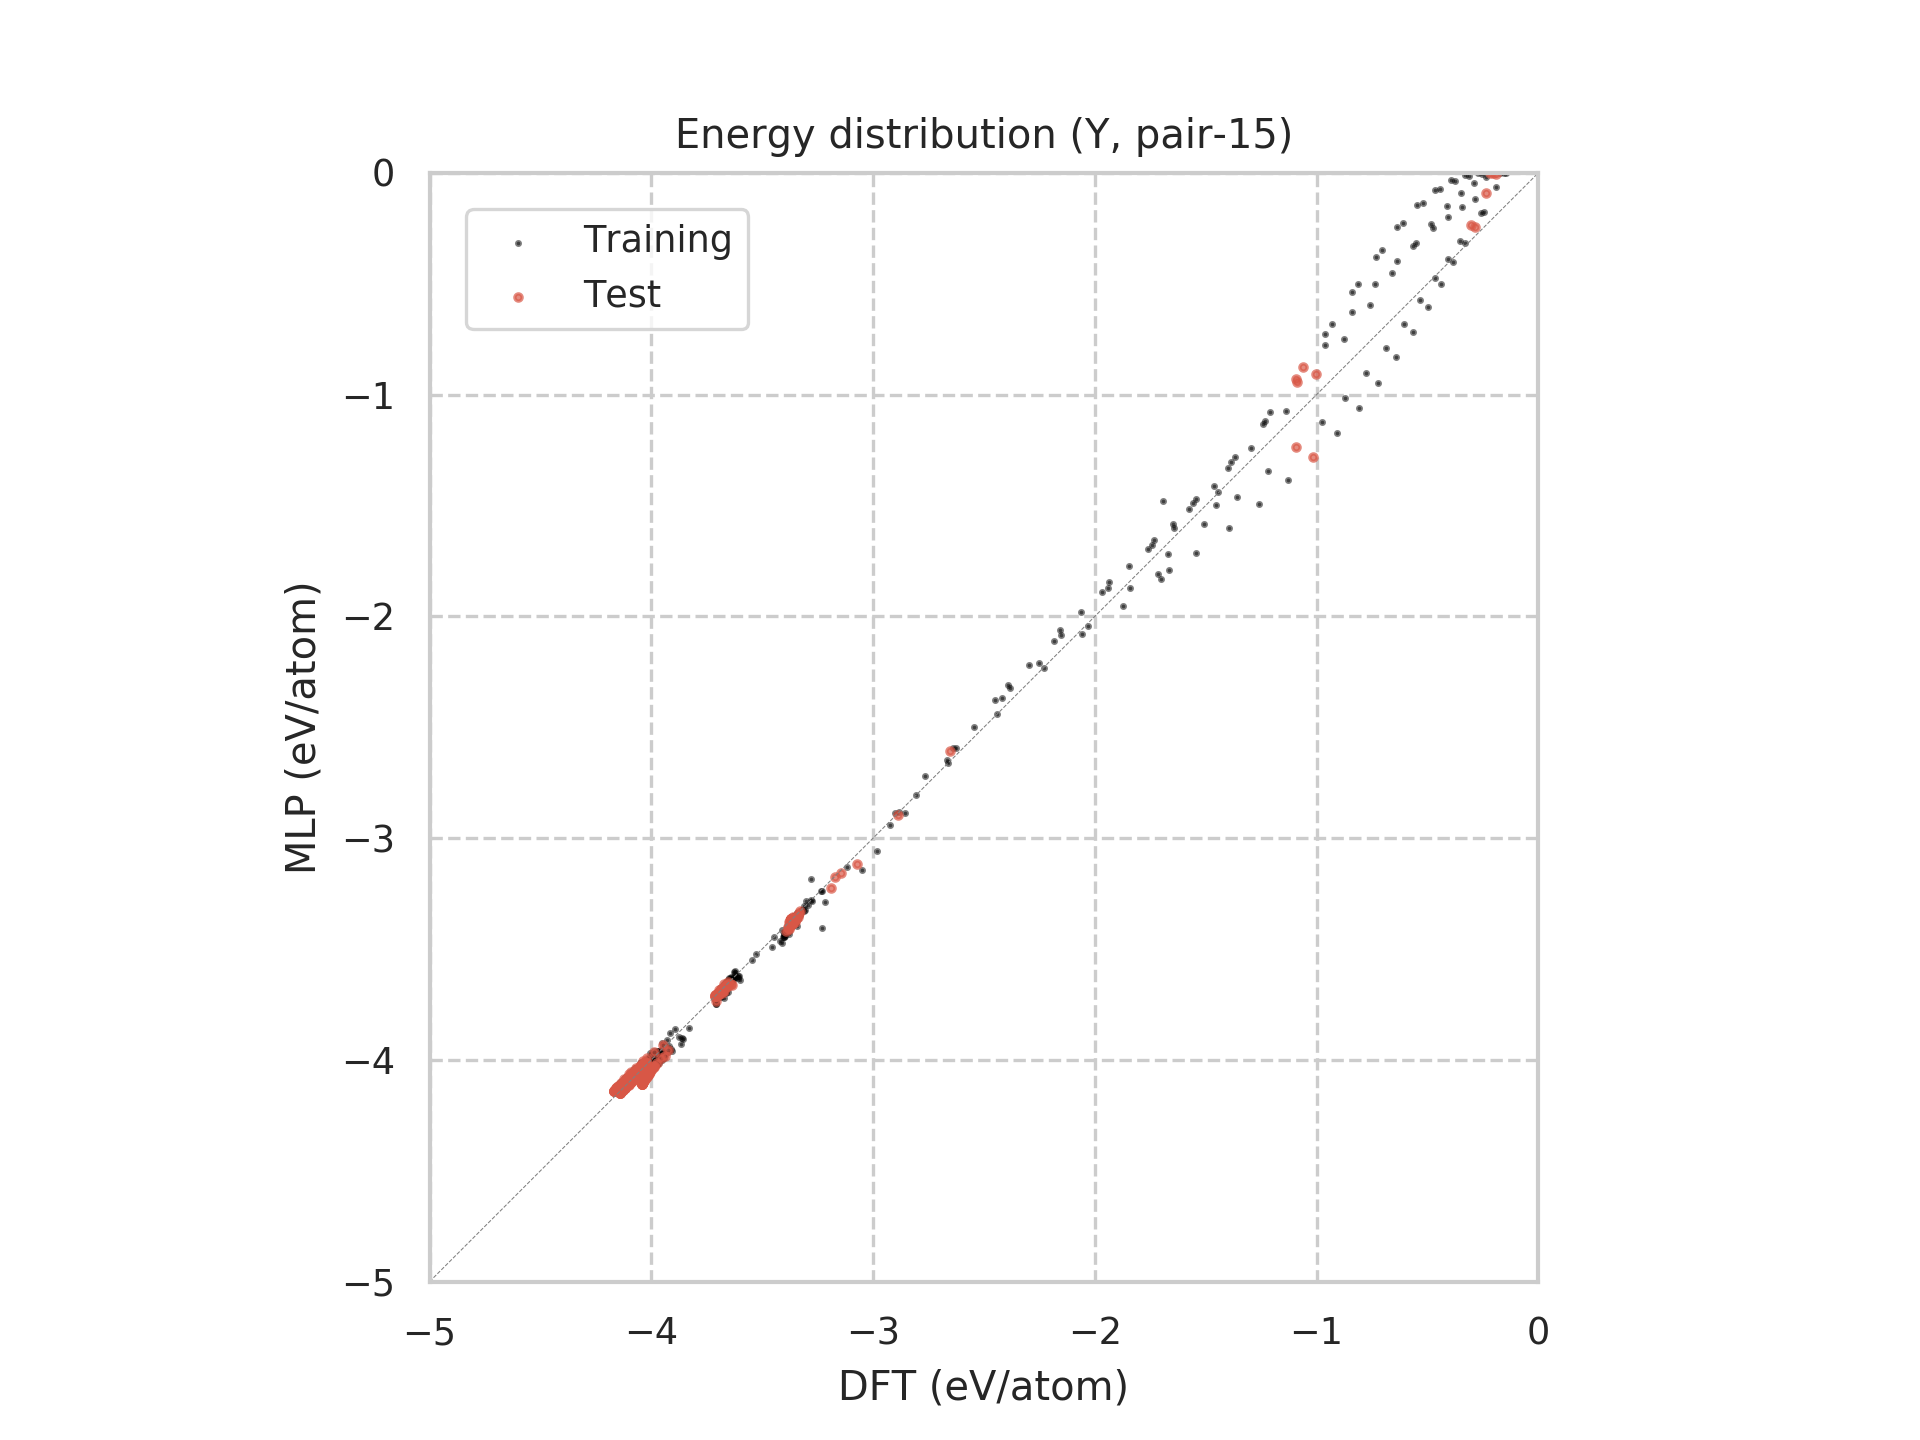 Energy distribution (Y, pair-15)
Training
Test
0
−1
−2
−3
−4
−5
MLP (eV/atom)
−5
−4
−3
−2
−1
0
DFT (eV/atom)